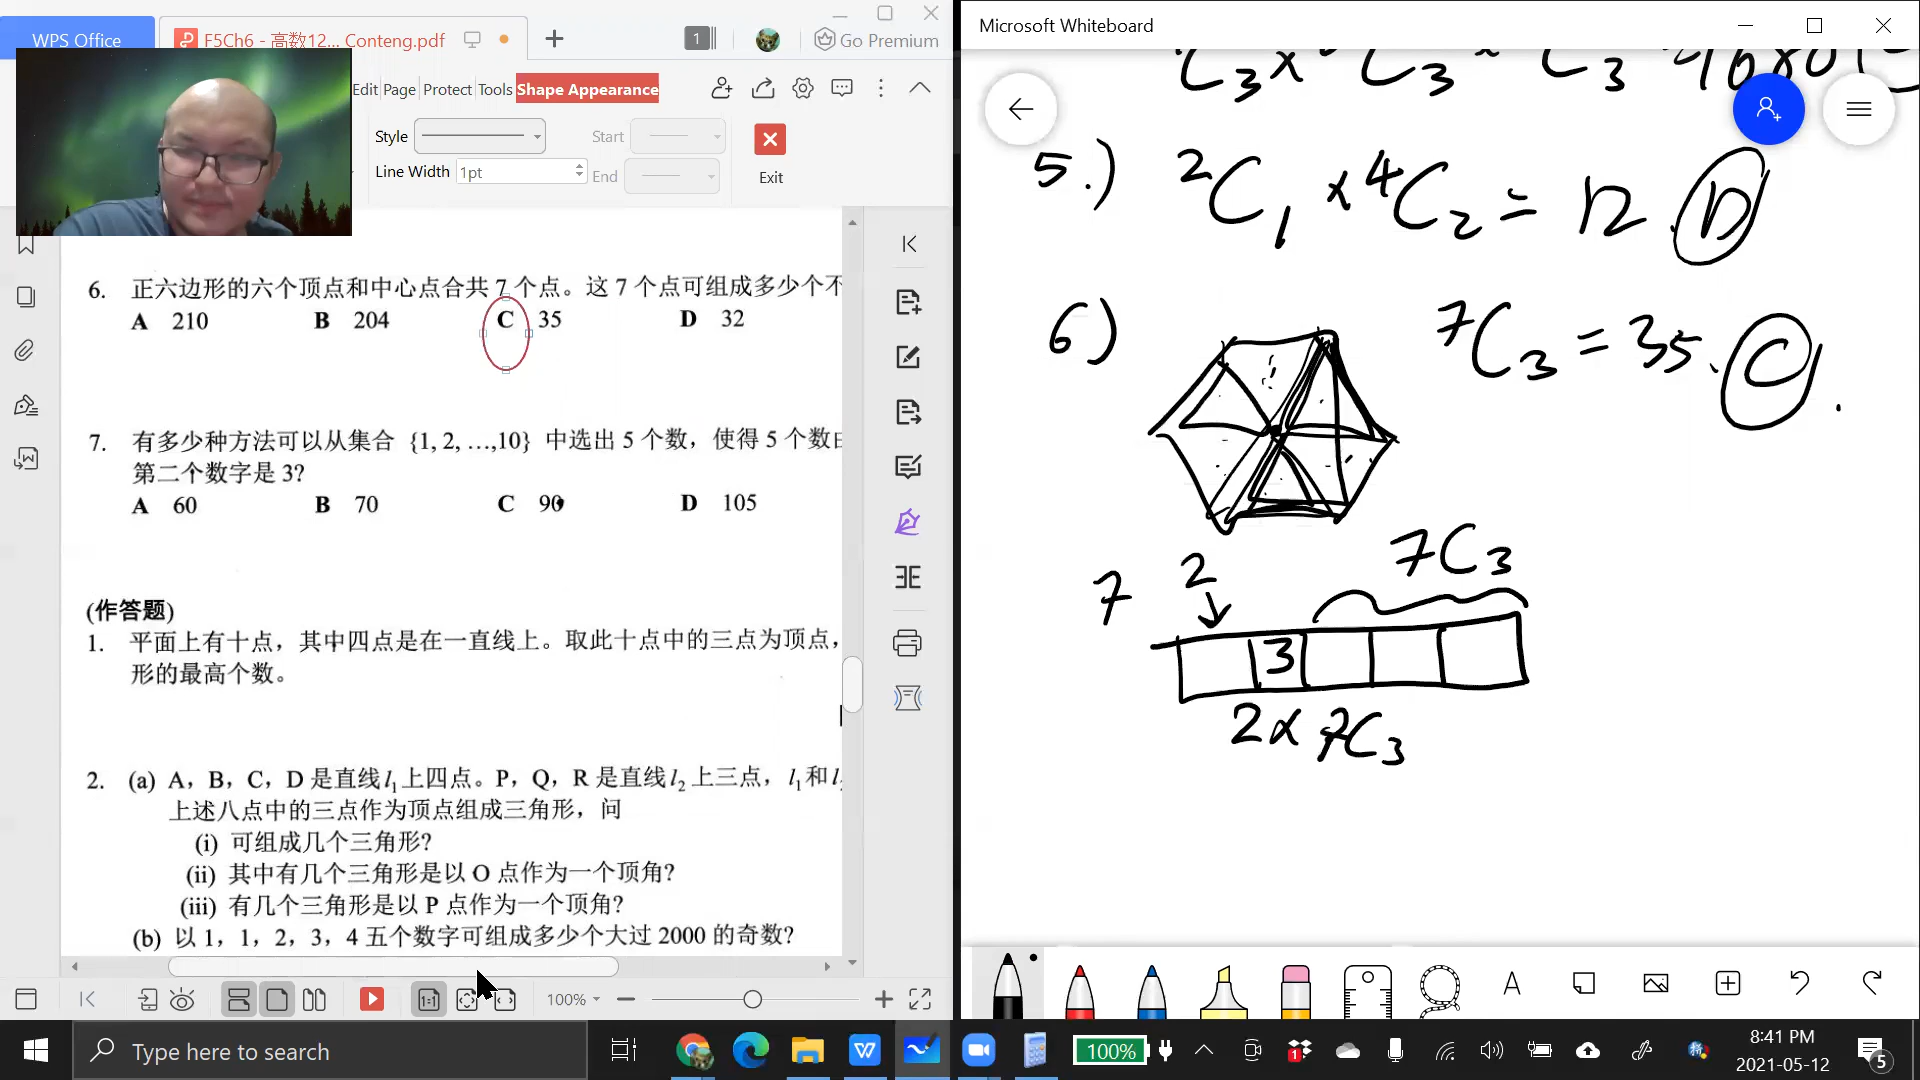 WPS Office
F5Ch6 - 高数12... Conteng.pdf
1
Go Premium
Edit Page Protect Tools Shape Appearance
Style
Start
Line Width 1pt
End
Exit
6. 正六边形的六个顶点和中心点合共 7 个点。这 7 个点可组成多少个不
A 210 B 204 C 35 D 32
7. 有多少种方法可以从集合 {1, 2, …,10} 中选出 5 个数，使得 5 个数
第二个数字是 3?
A 60 B 70 C 90 D 105
(作答题)
1. 平面上有十点，其中四点是在一直线上。取此十点中的三点为顶点，
形的最高个数。
2. (a) A，B，C，D 是直线 l₁ 上四点。P，Q，R 是直线 l₂ 上三点，l₁ 和 l
上述八点中的三点作为顶点组成三角形，问
(i) 可组成几个三角形?
(ii) 其中有几个三角形是以 O 点作为一个顶角?
(iii) 有几个三角形是以 P 点作为一个顶角?
(b) 以 1，1，2，3，4 五个数字可组成多少个大过 2000 的奇数?
100%
Microsoft Whiteboard
C₃ x C₃ x C₃
5.) ²C₁ x ⁴C₂ = 12. D
6) ⁷C₃ = 35. C.
7 2 7C₃
3
2 x 7C₃
Type here to search
100%
1
8:41 PM
2021-05-12
5